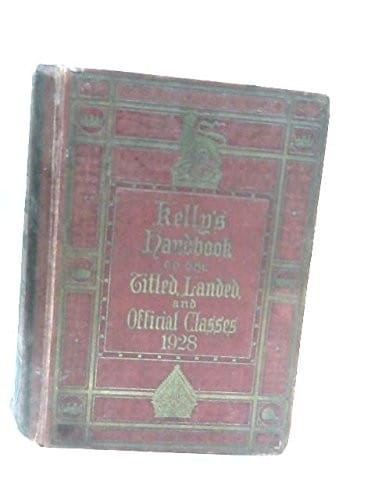 Kelly's
Handbook
to the
Titled, Landed,
and
Official Classes
1928